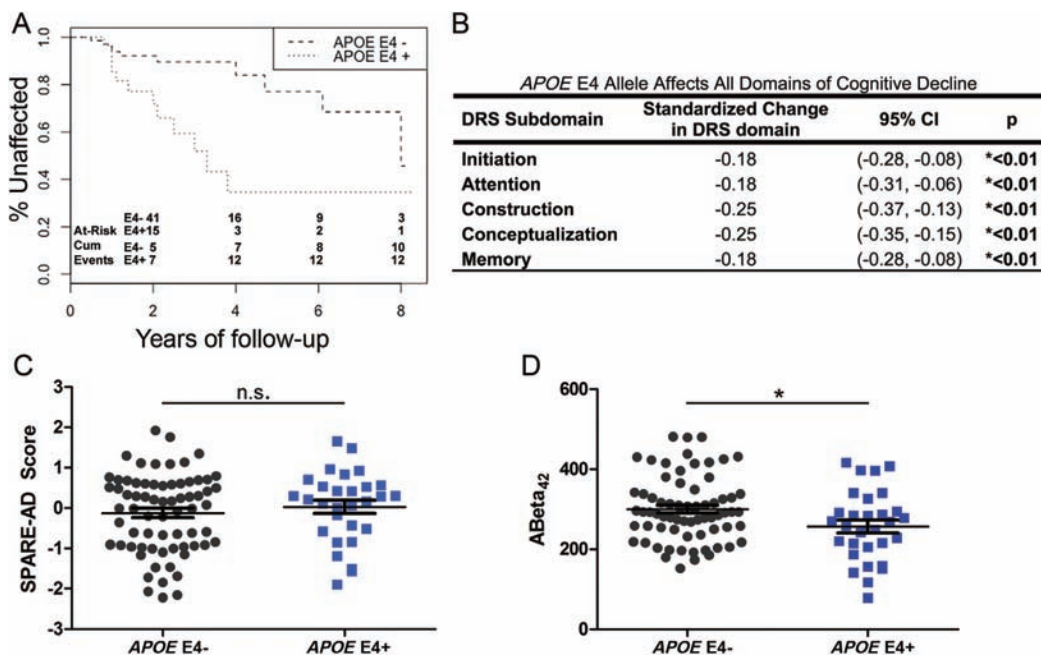 A
1.0
0.8
0.6
0.4
0.2
0.0
% Unaffected
APOE E4 -
APOE E4 +
E4- 41 16 9 3
At-Risk E4+15 3 2 1
Cum E4- 5 7 8 10
Events E4+ 7 12 12 12
0 2 4 6 8
Years of follow-up
B
APOE E4 Allele Affects All Domains of Cognitive Decline
DRS Subdomain Standardized Change 95% CI p
in DRS domain
Initiation -0.18 (-0.28, -0.08) *<0.01
Attention -0.18 (-0.31, -0.06) *<0.01
Construction -0.25 (-0.37, -0.13) *<0.01
Conceptualization -0.25 (-0.35, -0.15) *<0.01
Memory -0.18 (-0.28, -0.08) *<0.01
C
3
2
1
0
-1
-2
-3
SPARE-AD Score
n.s.
APOE E4- APOE E4+
D
600
400
200
0
ABeta42
*
APOE E4- APOE E4+